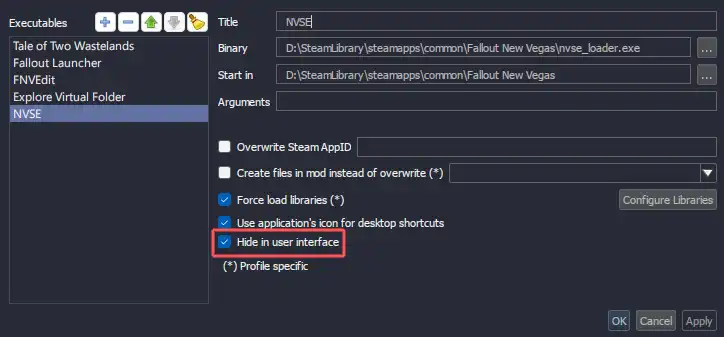 Executables
Tale of Two Wastelands
Fallout Launcher
FNVEdit
Explore Virtual Folder
NVSE
Title NVSE
Binary D:\SteamLibrary\steamapps\common\Fallout New Vegas\nvse_loader.exe ...
Start in D:\SteamLibrary\steamapps\common\Fallout New Vegas ...
Arguments
Overwrite Steam AppID
Create files in mod instead of overwrite (*)
Force load libraries (*) Configure Libraries
Use application's icon for desktop shortcuts
Hide in user interface
(*) Profile specific
OK Cancel Apply